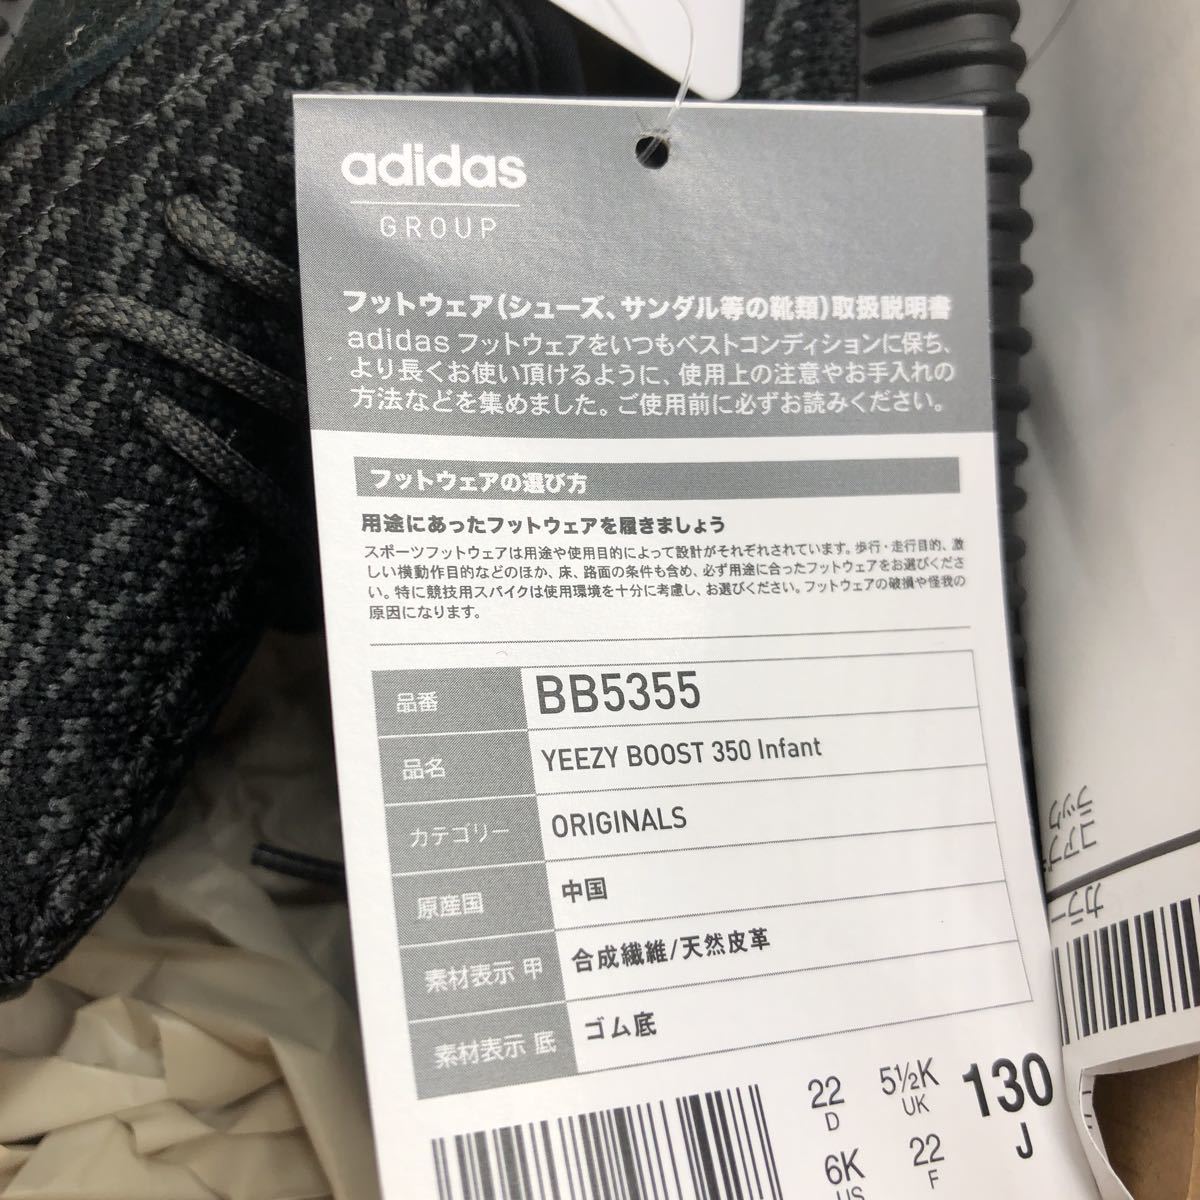 adidas
GROUP
フットウェア(シューズ、サンダル等の靴類)取扱説明書
adidas フットウェアをいつもベストコンディションに保ち、
より長くお使い頂けるように、使用上の注意やお手入れの
方法などを集めました。ご使用前に必ずお読みください。
フットウェアの選び方
用途にあったフットウェアを履きましょう
スポーツフットウェアは用途や使用目的によって設計がそれぞれされています。歩行・走行目的、激
しい横動作目的などのほか、床、路面の条件も含め、必ず用途に合ったフットウェアをお選びくださ
い。特に競技用スパイクは使用環境を十分に考慮し、お選びください。フットウェアの破損や怪我の
原因になります。
品番 BB5355
品名 YEEZY BOOST 350 Infant
カテゴリー ORIGINALS
原産国 中国
素材表示 甲 合成繊維/天然皮革
素材表示 底 ゴム底
22 5½K 130
D UK J
6K 22
US F
カラー